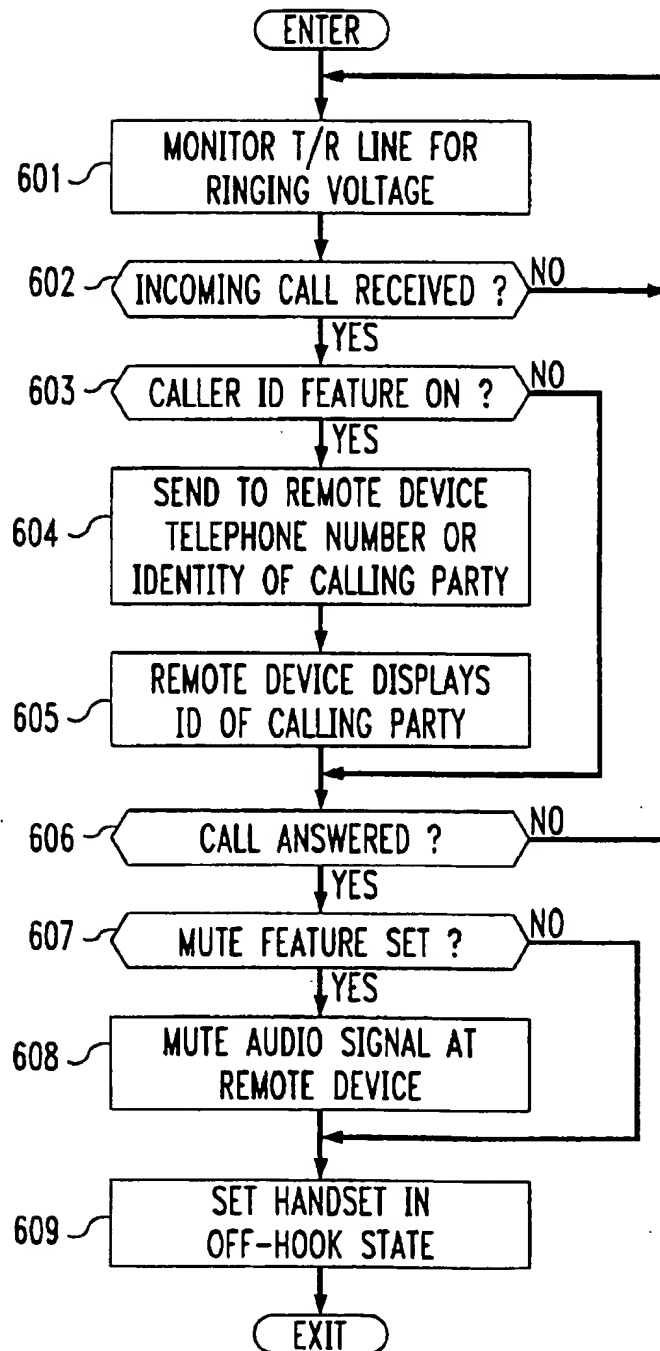 ENTER
601
MONITOR T/R LINE FOR
RINGING VOLTAGE
602
INCOMING CALL RECEIVED ?
NO
YES
603
CALLER ID FEATURE ON ?
NO
YES
604
SEND TO REMOTE DEVICE
TELEPHONE NUMBER OR
IDENTITY OF CALLING PARTY
605
REMOTE DEVICE DISPLAYS
ID OF CALLING PARTY
606
CALL ANSWERED ?
NO
YES
607
MUTE FEATURE SET ?
NO
YES
608
MUTE AUDIO SIGNAL AT
REMOTE DEVICE
609
SET HANDSET IN
OFF-HOOK STATE
EXIT